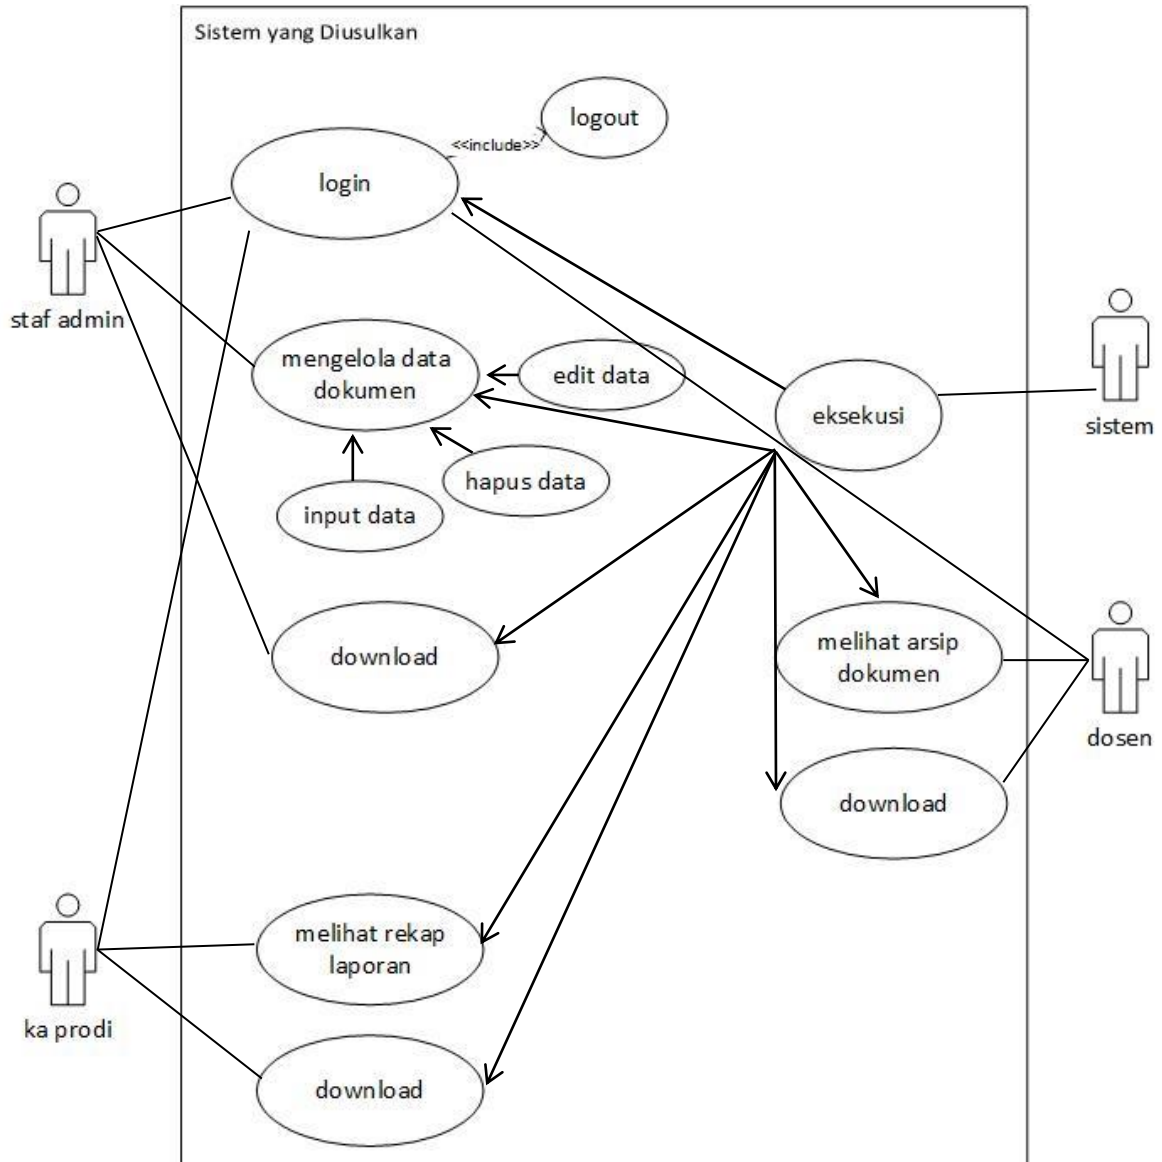 Sistem yang Diusulkan
logout
<<include>>
login
staf admin
mengelola data
dokumen
edit data
eksekusi
sistem
hapus data
input data
download
melihat arsip
dokumen
dosen
download
melihat rekap
laporan
ka prodi
download